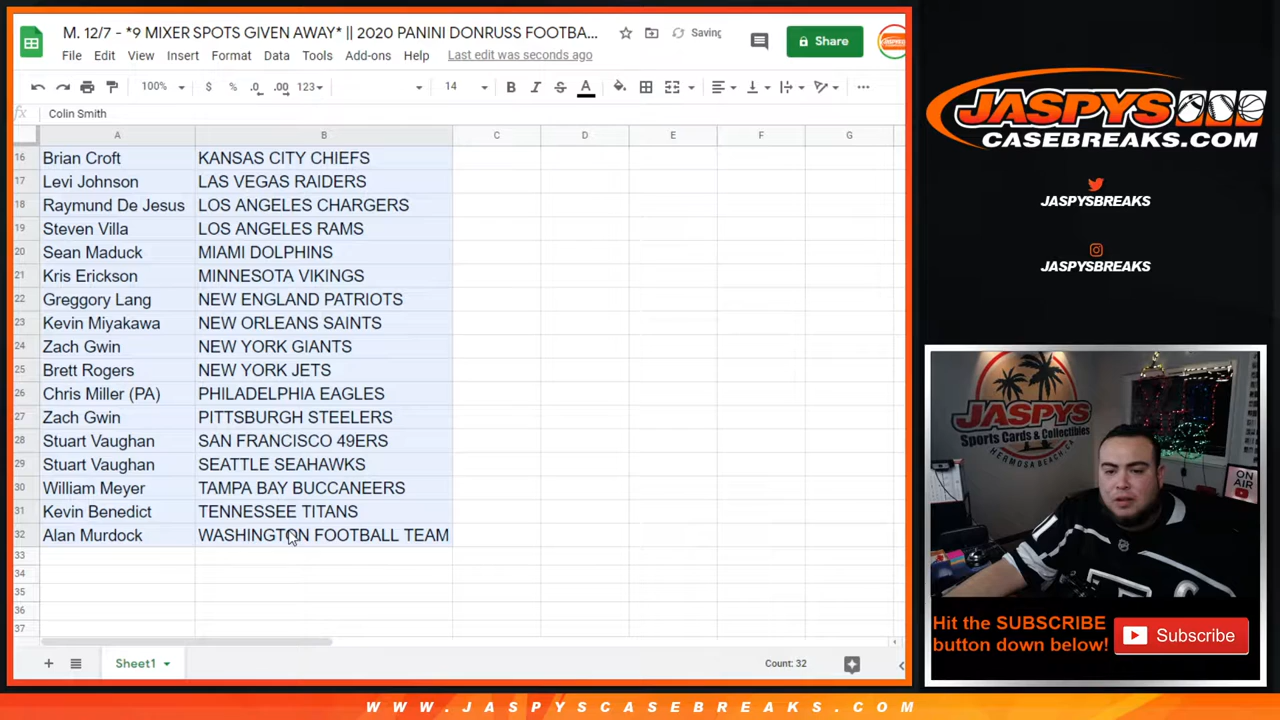 M. 12/7 - *9 MIXER SPOTS GIVEN AWAY* || 2020 PANINI DONRUSS FOOTBA...
Saving
Share
File Edit View Insert Format Data Tools Add-ons Help Last edit was seconds ago
100% $ % .0 .00 123 14 B I S A
fx Colin Smith
A B C D E F G
16 Brian Croft KANSAS CITY CHIEFS
17 Levi Johnson LAS VEGAS RAIDERS
18 Raymund De Jesus LOS ANGELES CHARGERS
19 Steven Villa LOS ANGELES RAMS
20 Sean Maduck MIAMI DOLPHINS
21 Kris Erickson MINNESOTA VIKINGS
22 Greggory Lang NEW ENGLAND PATRIOTS
23 Kevin Miyakawa NEW ORLEANS SAINTS
24 Zach Gwin NEW YORK GIANTS
25 Brett Rogers NEW YORK JETS
26 Chris Miller (PA) PHILADELPHIA EAGLES
27 Zach Gwin PITTSBURGH STEELERS
28 Stuart Vaughan SAN FRANCISCO 49ERS
29 Stuart Vaughan SEATTLE SEAHAWKS
30 William Meyer TAMPA BAY BUCCANEERS
31 Kevin Benedict TENNESSEE TITANS
32 Alan Murdock WASHINGTON FOOTBALL TEAM
33
34
35
36
37
Sheet1
Count: 32
JASPYS
CASEBREAKS.COM
JASPYSBREAKS
JASPYSBREAKS
JASPYS
Sports Cards & Collectibles
HERMOSA BEACH, CA
ON
AIR
Hit the SUBSCRIBE
button down below!
Subscribe
WWW.JASPYSCASEBREAKS.COM